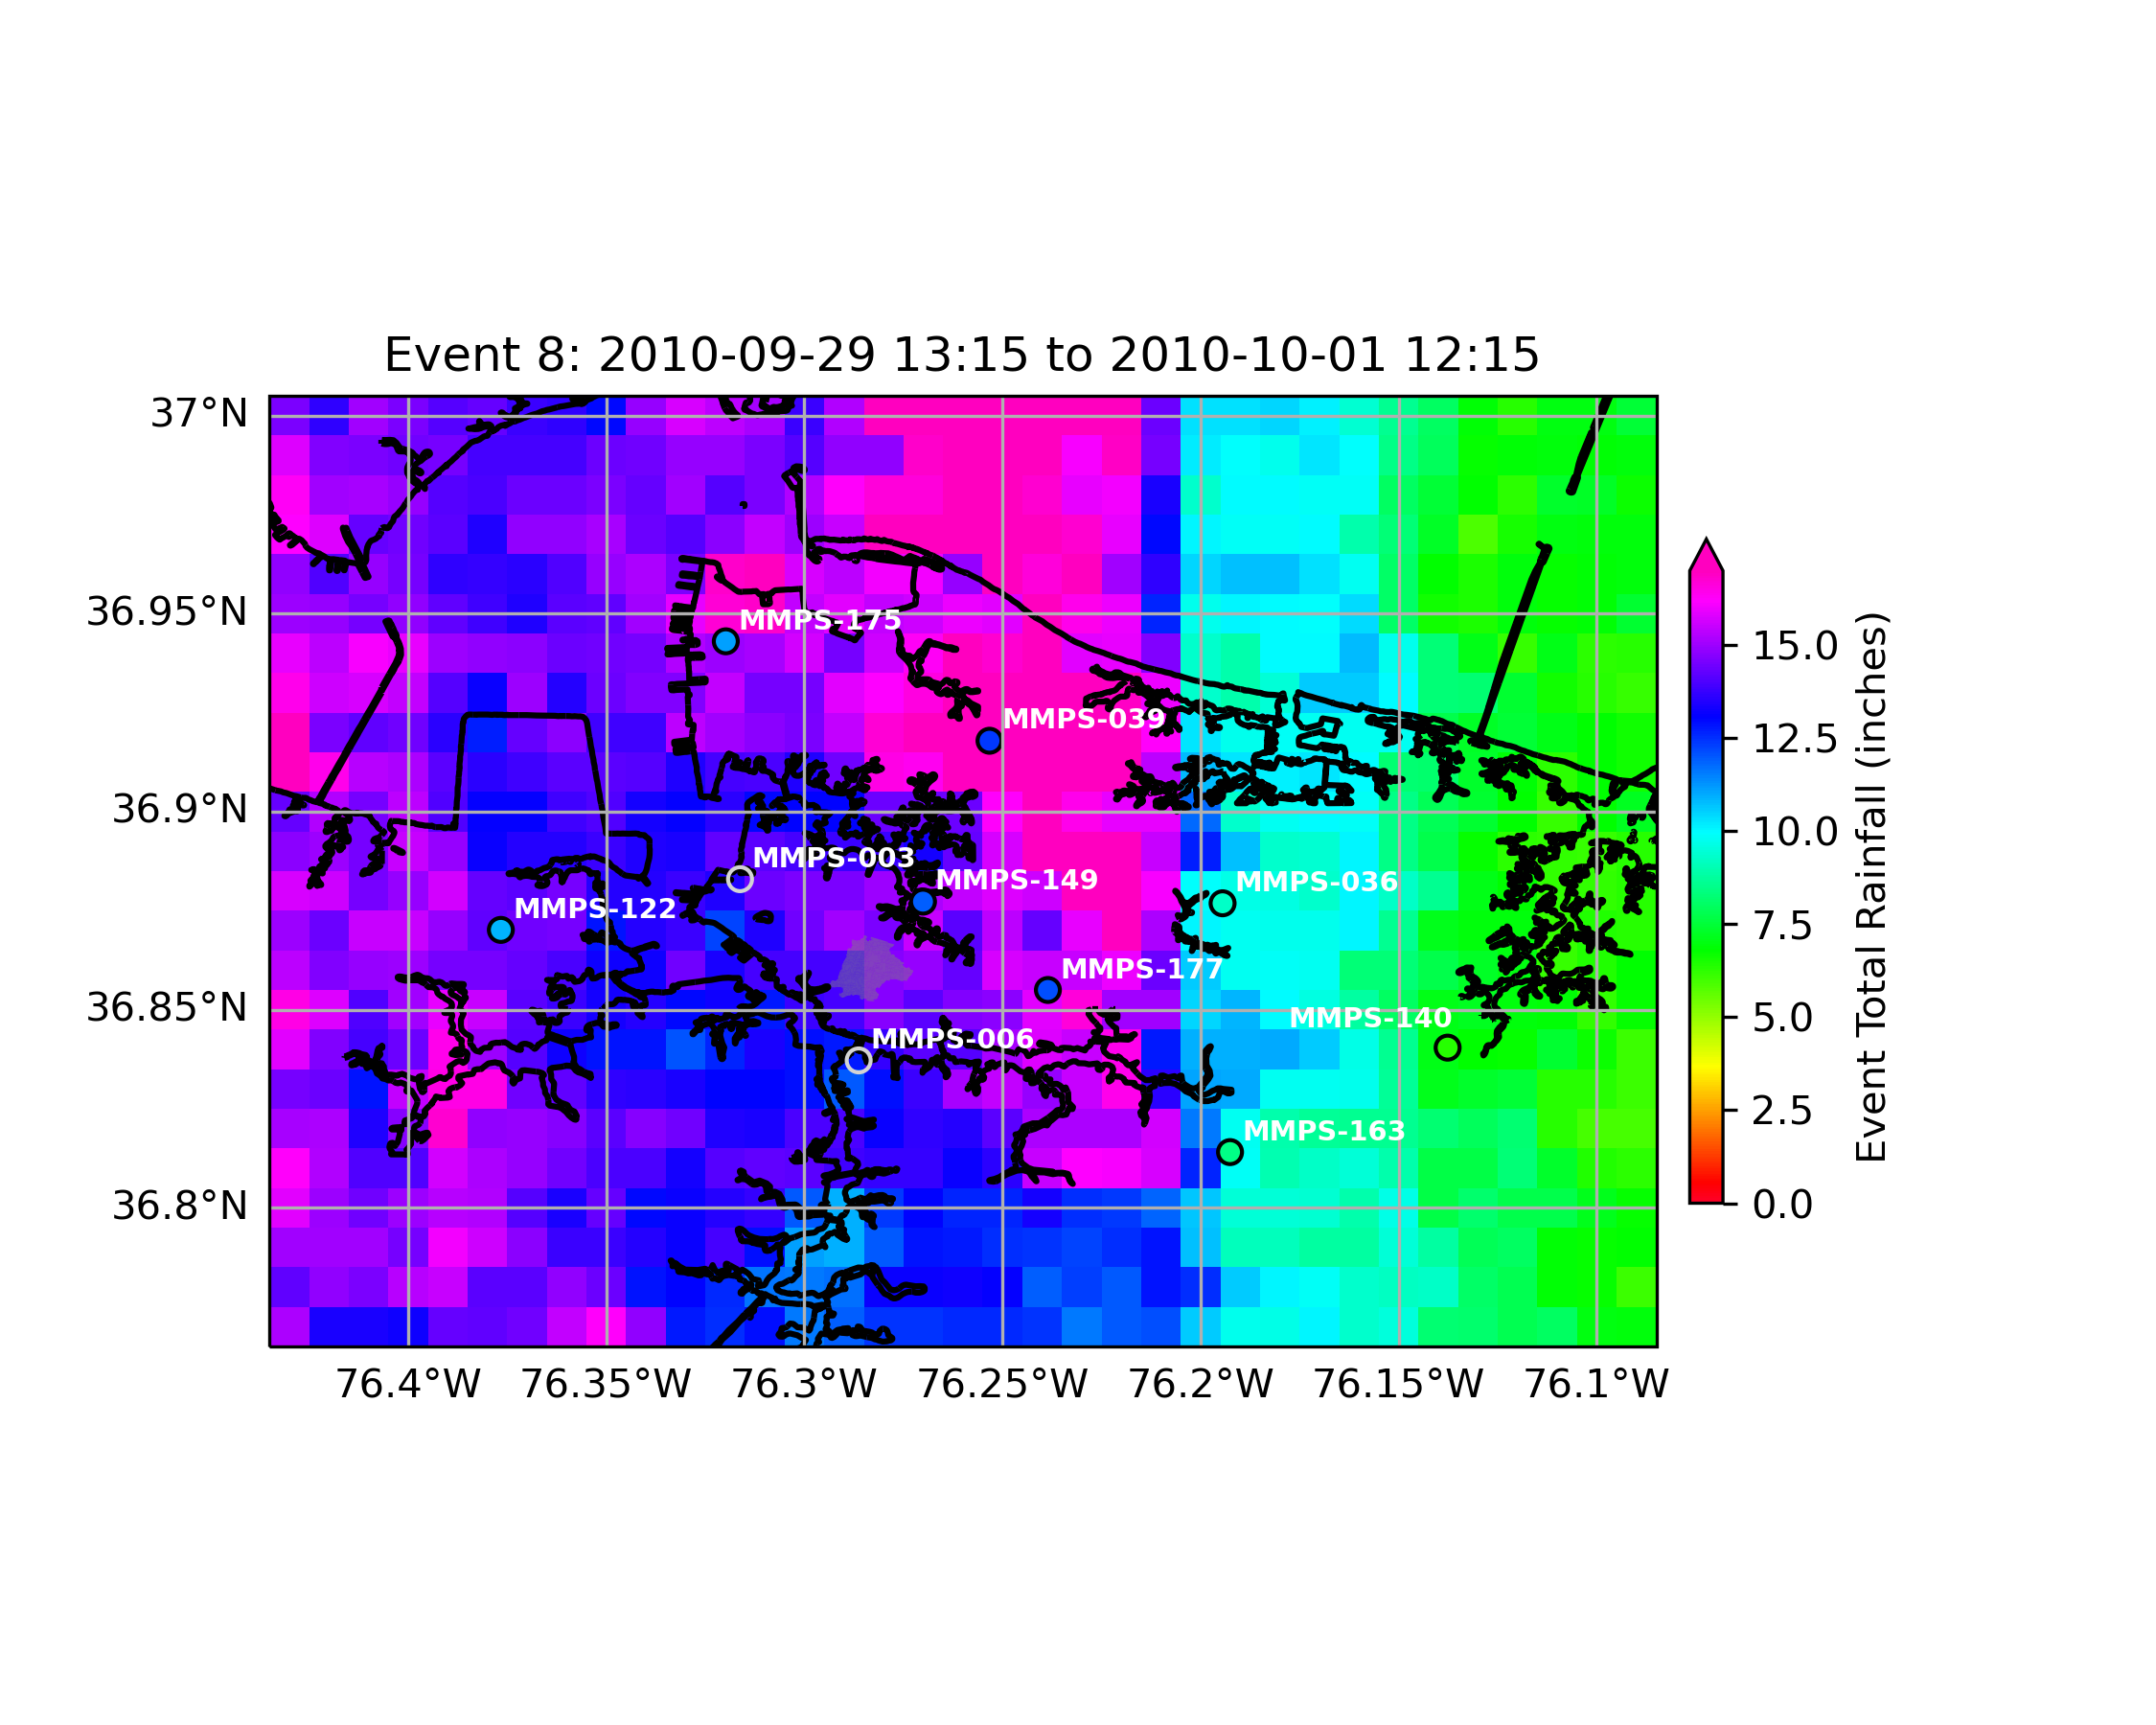 Event 8: 2010-09-29 13:15 to 2010-10-01 12:15
37°N
36.95°N
36.9°N
36.85°N
36.8°N
MMPS-175
MMPS-039
MMPS-003
MMPS-149
MMPS-036
MMPS-122
MMPS-177
MMPS-140
MMPS-006
MMPS-163
76.4°W
76.35°W
76.3°W
76.25°W
76.2°W
76.15°W
76.1°W
15.0
12.5
10.0
7.5
5.0
2.5
0.0
Event Total Rainfall (inches)